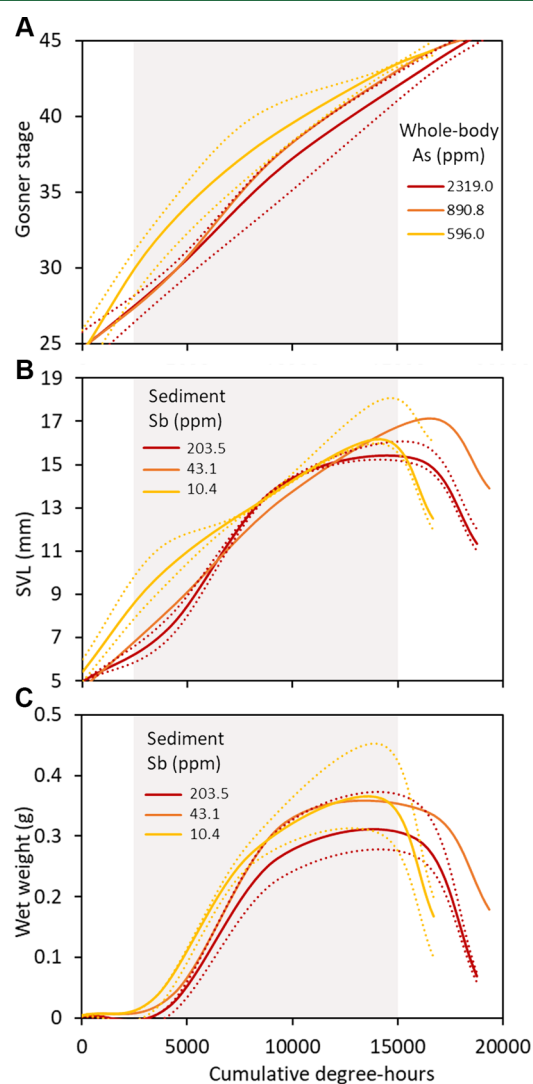 A
45
40
35
30
25
Gosner stage
Whole-body
As (ppm)
2319.0
890.8
596.0
B
19
17
15
13
11
9
7
5
SVL (mm)
Sediment
Sb (ppm)
203.5
43.1
10.4
C
0.5
0.4
0.3
0.2
0.1
0
Wet weight (g)
Sediment
Sb (ppm)
203.5
43.1
10.4
0 5000 10000 15000 20000
Cumulative degree-hours